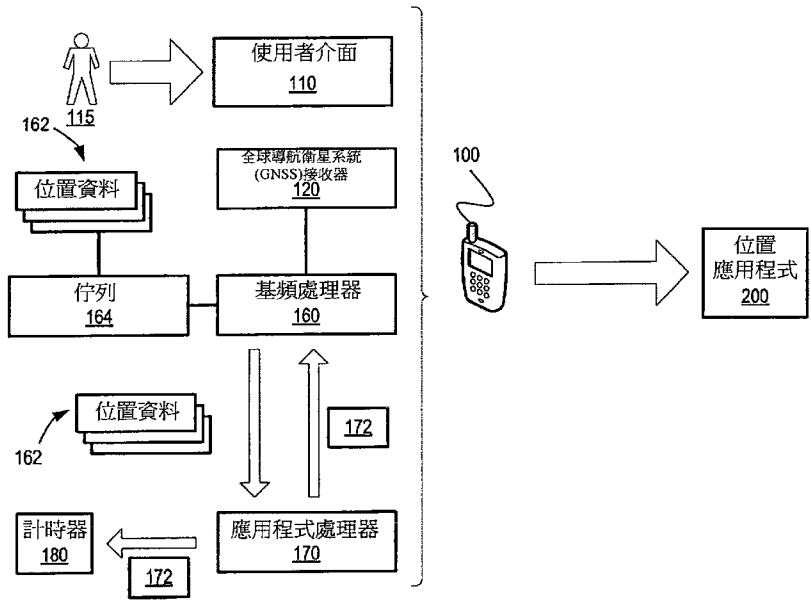 使用者介面
110
115
162
全球導航衛星系統
(GNSS)接收器
120
位置資料
100
位置
應用程式
200
佇列
164
基頻處理器
160
位置資料
172
162
計時器
180
應用程式處理器
170
172